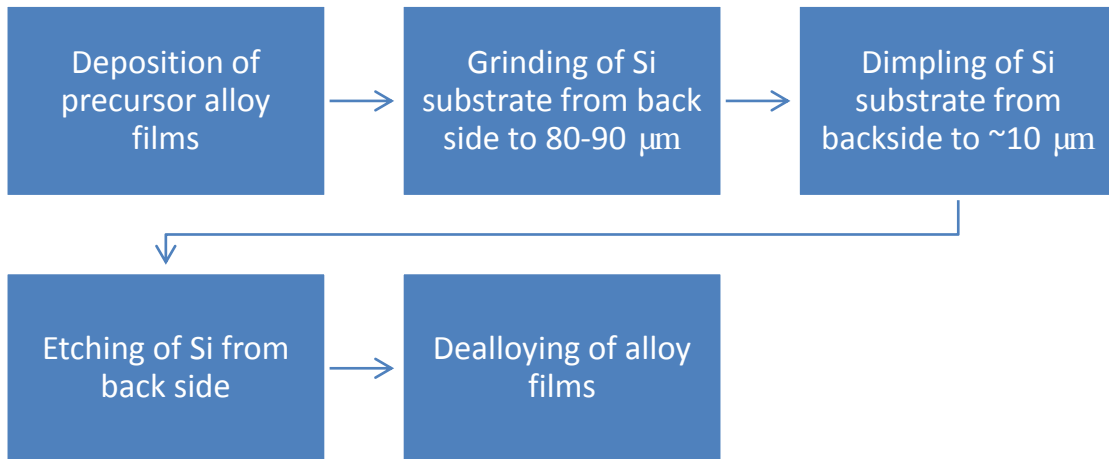 Deposition of
precursor alloy
films
Grinding of Si
substrate from back
side to 80-90 μm
Dimpling of Si
substrate from
backside to ~10 μm
Etching of Si from
back side
Dealloying of alloy
films